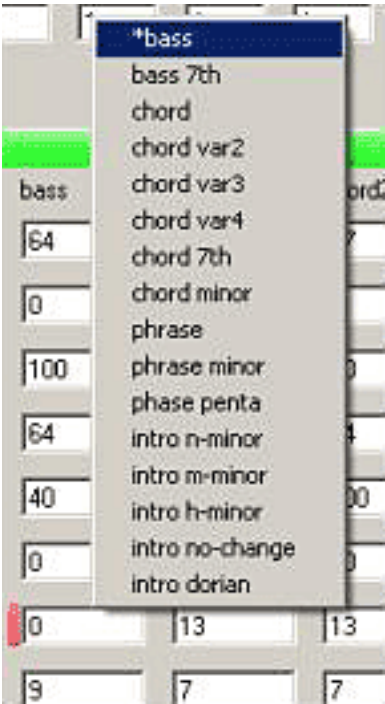 *bass
bass 7th
chord
chord var2
chord var3
chord var4
chord 7th
chord minor
phrase
phrase minor
phase penta
intro n-minor
intro m-minor
intro h-minor
intro no-change
intro dorian
bass
64
0
100
64
40
0
0 13 13
9 7 7